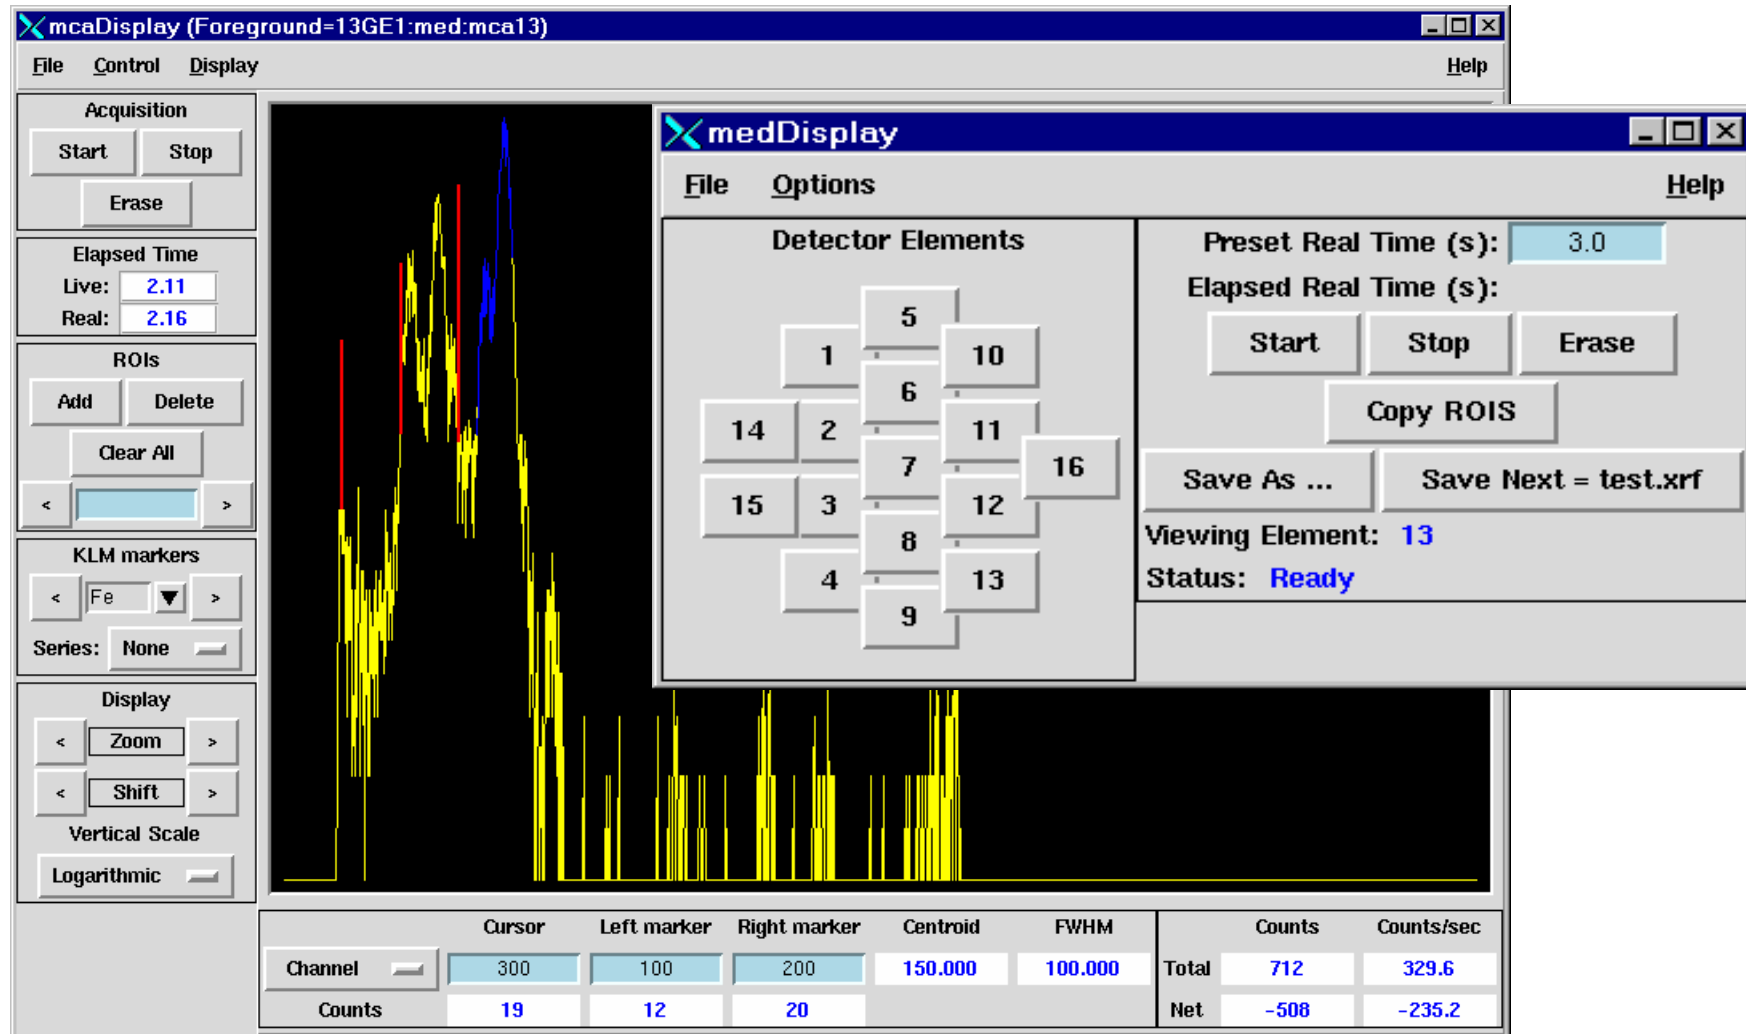 mcaDisplay (Foreground=13GE1:med:mca13)
File Control Display Help
Acquisition
Start Stop
Erase
Elapsed Time
Live: 2.11
Real: 2.16
ROIs
Add Delete
Clear All
< >
KLM markers
< Fe >
Series: None
Display
< Zoom >
< Shift >
Vertical Scale
Logarithmic
medDisplay
File Options Help
Detector Elements
5
1 10
6
14 2 11
7 16
15 3 12
8
4 13
9
Preset Real Time (s): 3.0
Elapsed Real Time (s):
Start Stop Erase
Copy ROIS
Save As ... Save Next = test.xrf
Viewing Element: 13
Status: Ready
Cursor Left marker Right marker Centroid FWHM Counts Counts/sec
Channel 300 100 200 150.000 100.000 Total 712 329.6
Counts 19 12 20 Net -508 -235.2